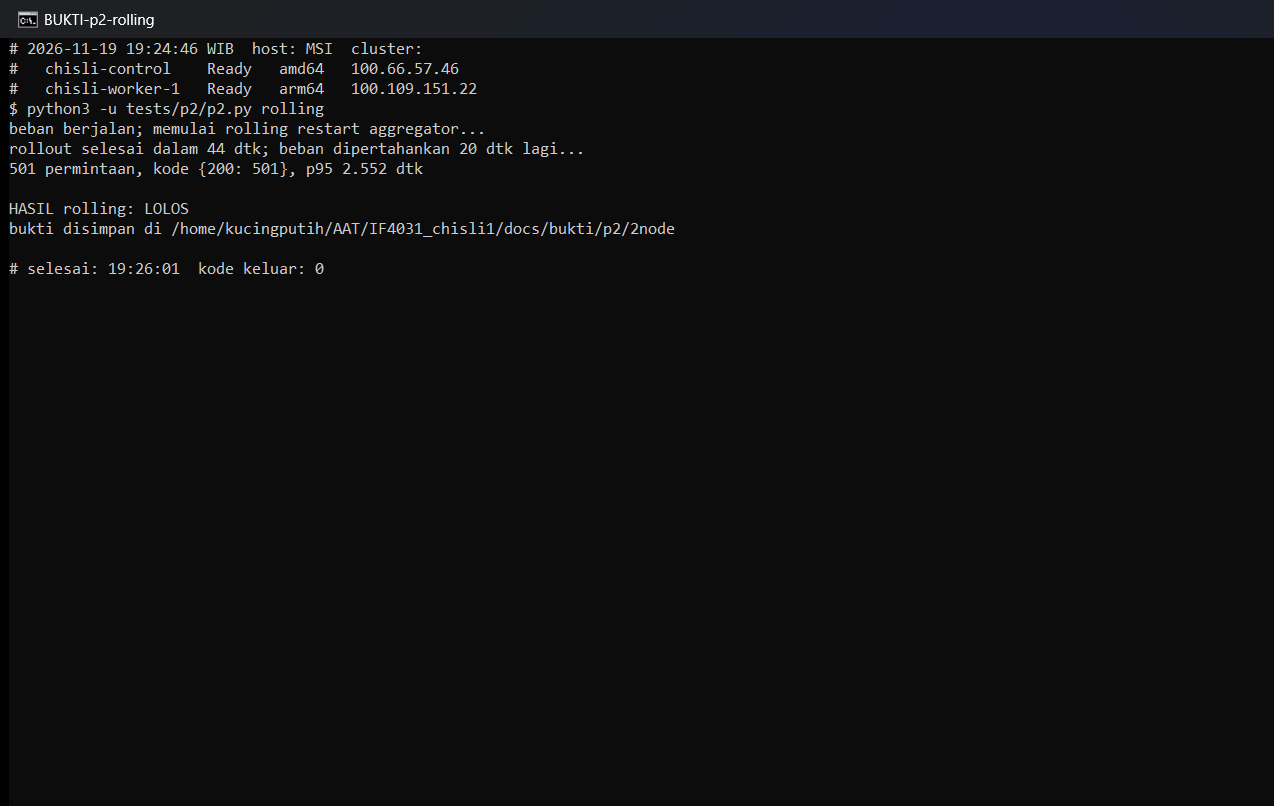 BUKTI-p2-rolling
# 2026-11-19 19:24:46 WIB  host: MSI  cluster:
#   chisli-control    Ready   amd64   100.66.57.46
#   chisli-worker-1   Ready   arm64   100.109.151.22
$ python3 -u tests/p2/p2.py rolling
beban berjalan; memulai rolling restart aggregator...
rollout selesai dalam 44 dtk; beban dipertahankan 20 dtk lagi...
501 permintaan, kode {200: 501}, p95 2.552 dtk
HASIL rolling: LOLOS
bukti disimpan di /home/kucingputih/AAT/IF4031_chisli1/docs/bukti/p2/2node
# selesai: 19:26:01  kode keluar: 0